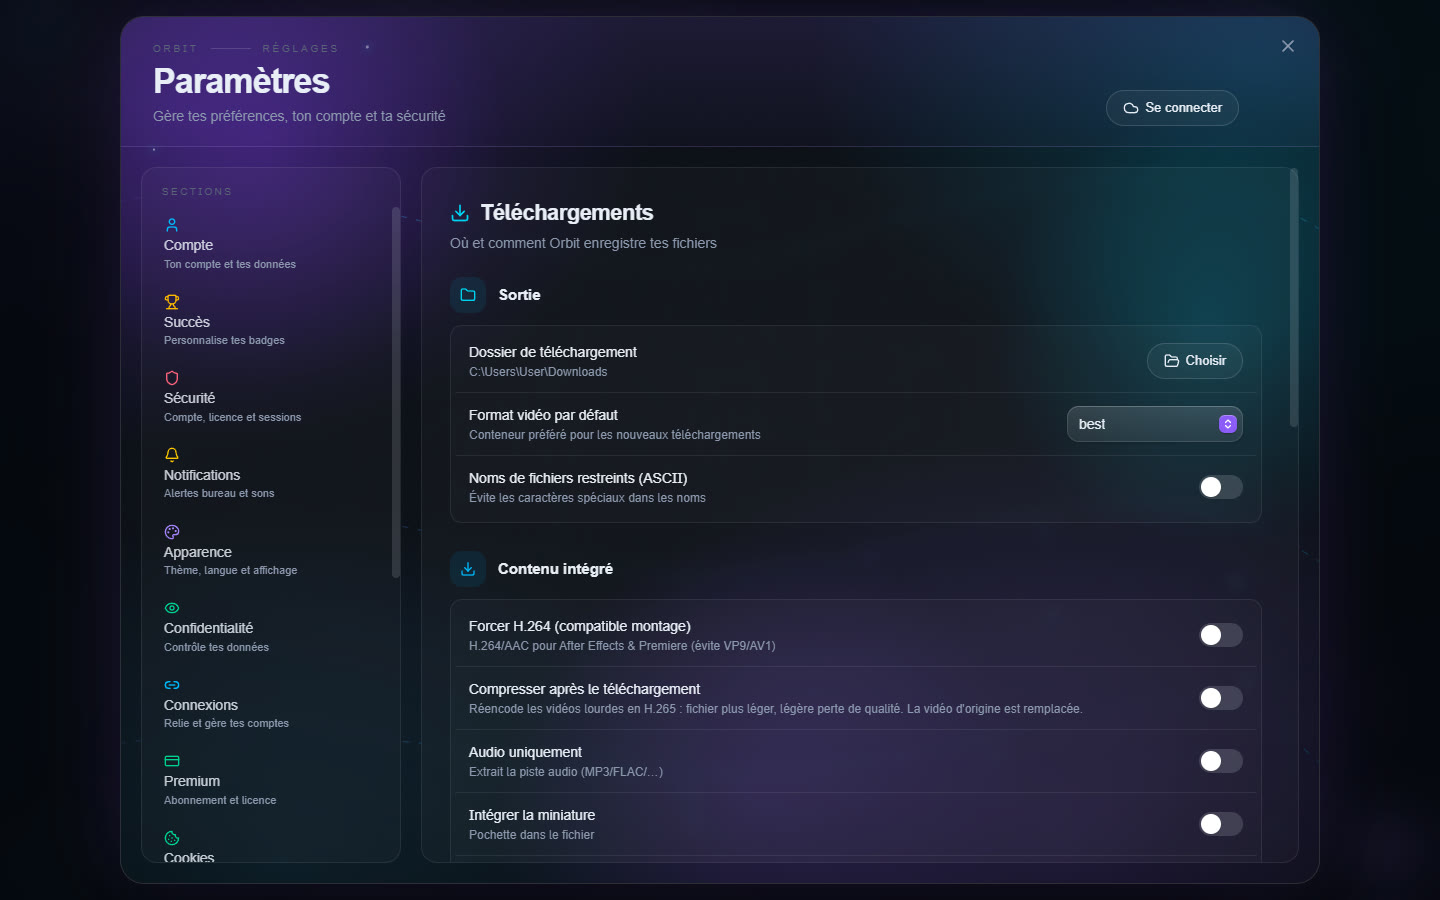 ORBIT RÉGLAGES
Paramètres
Gère tes préférences, ton compte et ta sécurité
Se connecter
SECTIONS
Compte
Ton compte et tes données
Succès
Personnalise tes badges
Sécurité
Compte, licence et sessions
Notifications
Alertes bureau et sons
Apparence
Thème, langue et affichage
Confidentialité
Contrôle tes données
Connexions
Relie et gère tes comptes
Premium
Abonnement et licence
Cookies
Téléchargements
Où et comment Orbit enregistre tes fichiers
Sortie
Dossier de téléchargement
C:\Users\User\Downloads
Choisir
Format vidéo par défaut
Conteneur préféré pour les nouveaux téléchargements
best
Noms de fichiers restreints (ASCII)
Évite les caractères spéciaux dans les noms
Contenu intégré
Forcer H.264 (compatible montage)
H.264/AAC pour After Effects & Premiere (évite VP9/AV1)
Compresser après le téléchargement
Réencode les vidéos lourdes en H.265 : fichier plus léger, légère perte de qualité. La vidéo d'origine est remplacée.
Audio uniquement
Extrait la piste audio (MP3/FLAC/…)
Intégrer la miniature
Pochette dans le fichier